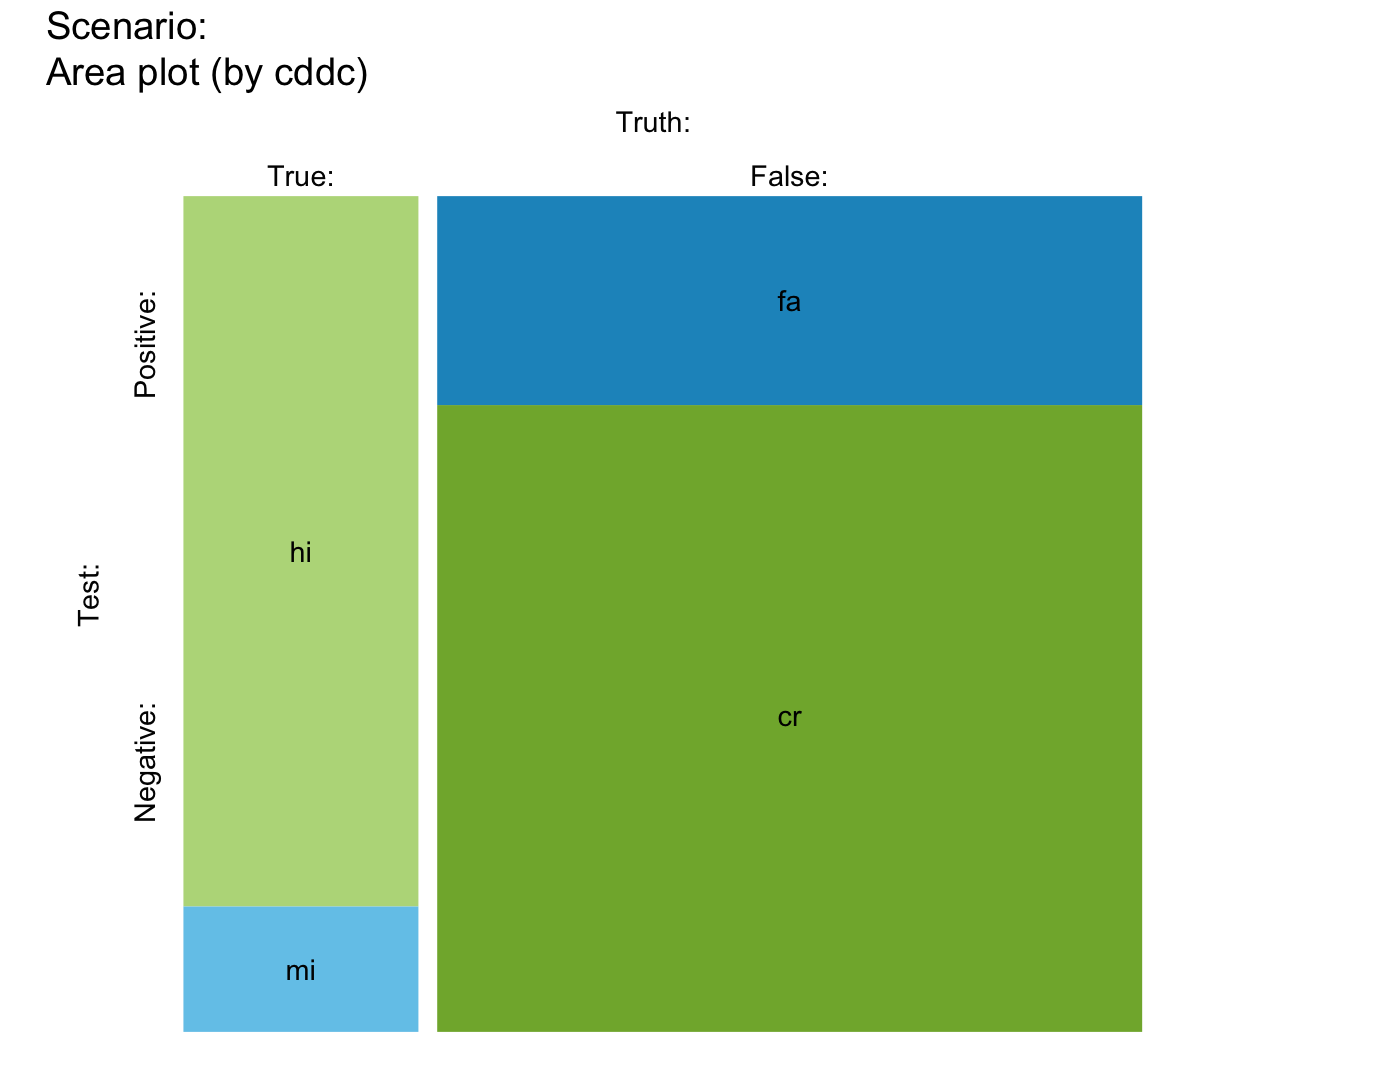 Scenario:
Area plot (by cddc)
Truth:
True:
False:
Positive:
fa
hi
Test:
cr
Negative:
mi